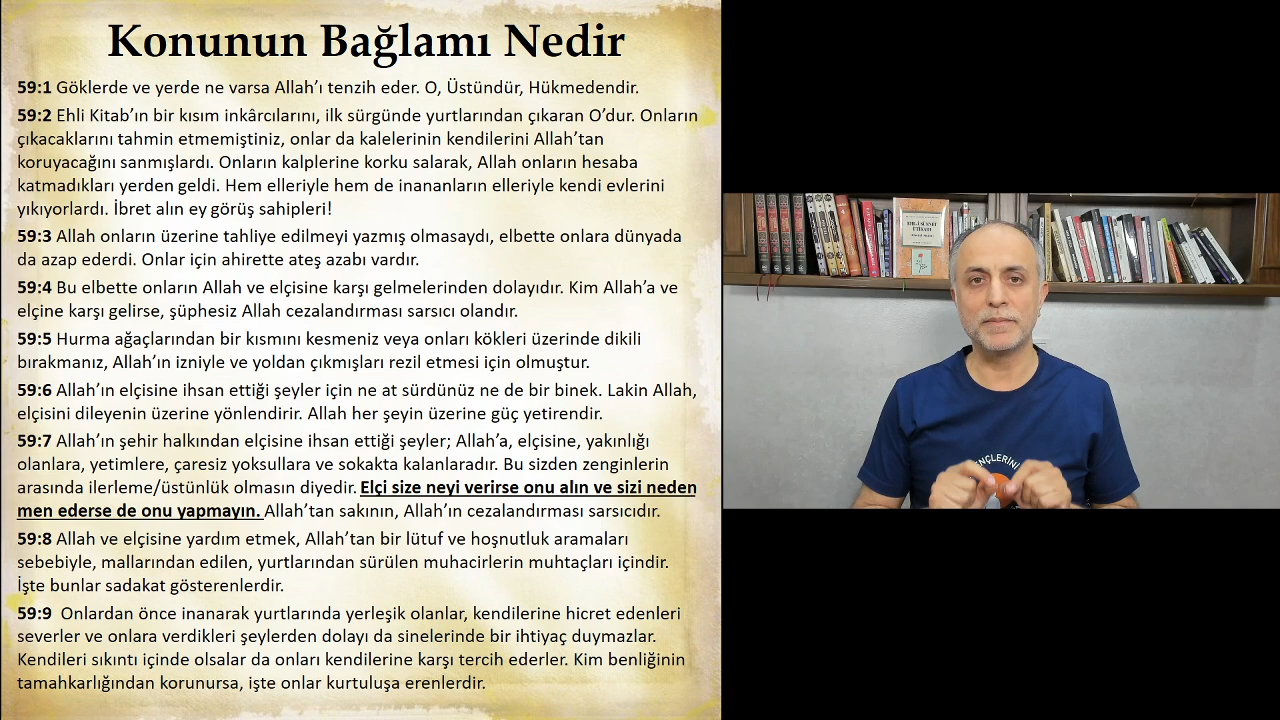 Konunun Bağlamı Nedir
59:1 Göklerde ve yerde ne varsa Allah’ı tenzih eder. O, Üstündür, Hükmedendir.
59:2 Ehli Kitab’ın bir kısım inkârcılarını, ilk sürgünde yurtlarından çıkaran O’dur. Onların
çıkacaklarını tahmin etmemiştiniz, onlar da kalelerinin kendilerini Allah’tan
koruyacağını sanmışlardı. Onların kalplerine korku salarak, Allah onların hesaba
katmadıkları yerden geldi. Hem elleriyle hem de inananların elleriyle kendi evlerini
yıkıyorlardı. İbret alın ey görüş sahipleri!
59:3 Allah onların üzerine tahliye edilmeyi yazmış olmasaydı, elbette onlara dünyada
da azap ederdi. Onlar için ahirette ateş azabı vardır.
59:4 Bu elbette onların Allah ve elçisine karşı gelmelerinden dolayıdır. Kim Allah’a ve
elçine karşı gelirse, şüphesiz Allah cezalandırması sarsıcı olandır.
59:5 Hurma ağaçlarından bir kısmını kesmeniz veya onları kökleri üzerinde dikili
bırakmanız, Allah’ın izniyle ve yoldan çıkmışları rezil etmesi için olmuştur.
59:6 Allah’ın elçisine ihsan ettiği şeyler için ne at sürdünüz ne de bir binek. Lakin Allah,
elçisini dileyenin üzerine yönlendirir. Allah her şeyin üzerine güç yetirendir.
59:7 Allah’ın şehir halkından elçisine ihsan ettiği şeyler; Allah’a, elçisine, yakınlığı
olanlara, yetimlere, çaresiz yoksullara ve sokakta kalanlaradır. Bu sizden zenginlerin
arasında ilerleme/üstünlük olmasın diyedir. Elçi size neyi verirse onu alın ve sizi neden
men ederse de onu yapmayın. Allah’tan sakının, Allah’ın cezalandırması sarsıcıdır.
59:8 Allah ve elçisine yardım etmek, Allah’tan bir lütuf ve hoşnutluk aramaları
sebebiyle, mallarından edilen, yurtlarından sürülen muhacirlerin muhtaçları içindir.
İşte bunlar sadakat gösterenlerdir.
59:9 Onlardan önce inanarak yurtlarında yerleşik olanlar, kendilerine hicret edenleri
severler ve onlara verdikleri şeylerden dolayı da sinelerinde bir ihtiyaç duymazlar.
Kendileri sıkıntı içinde olsalar da onları kendilerine karşı tercih ederler. Kim benliğinin
tamahkarlığından korunursa, işte onlar kurtuluşa erenlerdir.
EHL-İ SÜNNET
İTİKADI